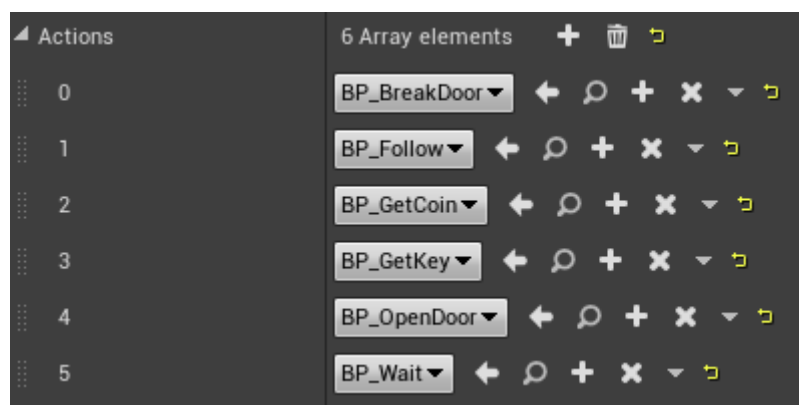 Actions 6 Array elements
0 BP_BreakDoor
1 BP_Follow
2 BP_GetCoin
3 BP_GetKey
4 BP_OpenDoor
5 BP_Wait